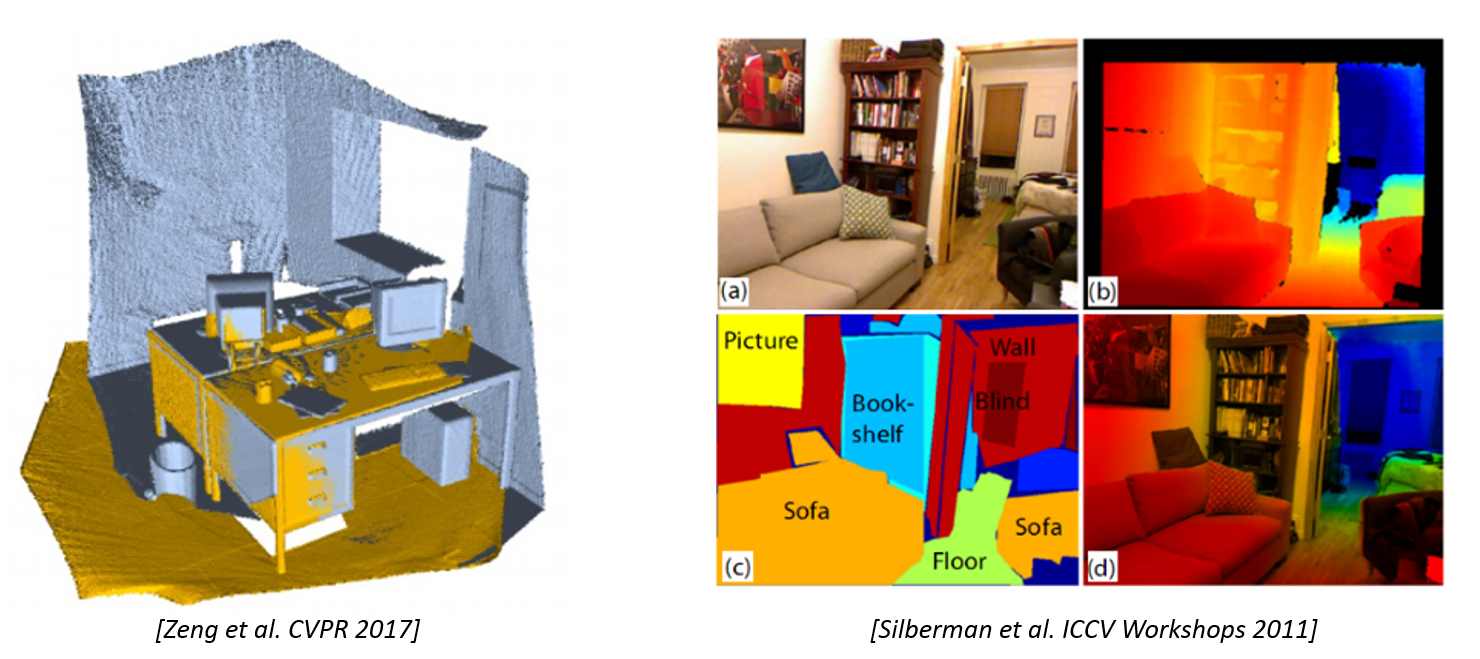 (a)
(b)
Picture
Wall
Book-
shelf
Blind
Sofa
Sofa
Floor
(c)
(d)
[Zeng et al. CVPR 2017]
[Silberman et al. ICCV Workshops 2011]